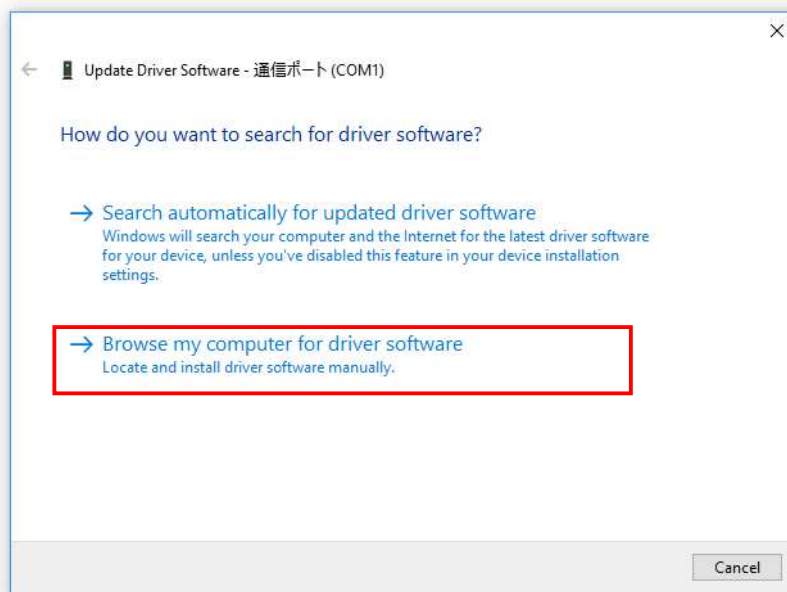 Update Driver Software - 通信ポート (COM1)
How do you want to search for driver software?
Search automatically for updated driver software
Windows will search your computer and the Internet for the latest driver software
for your device, unless you've disabled this feature in your device installation
settings.
Browse my computer for driver software
Locate and install driver software manually.
Cancel